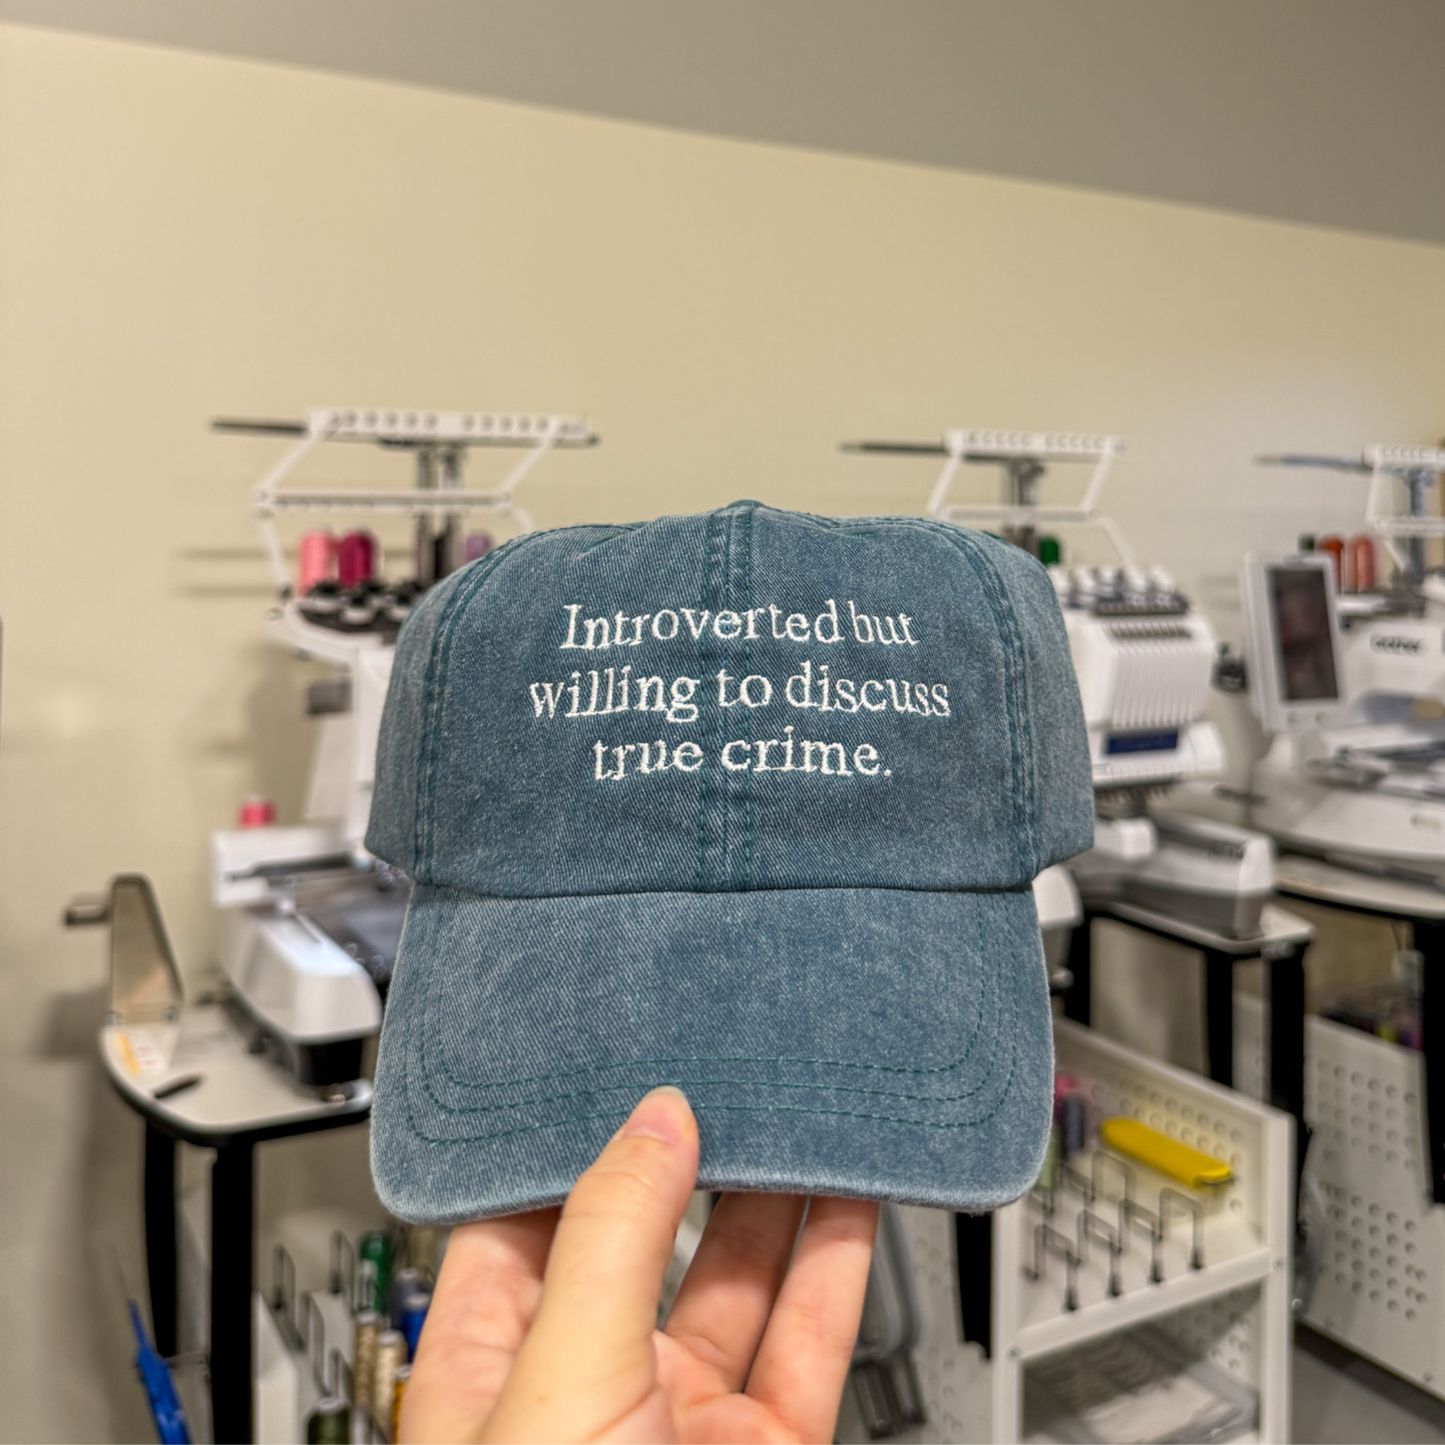 Introverted but
willing to discuss
true crime.